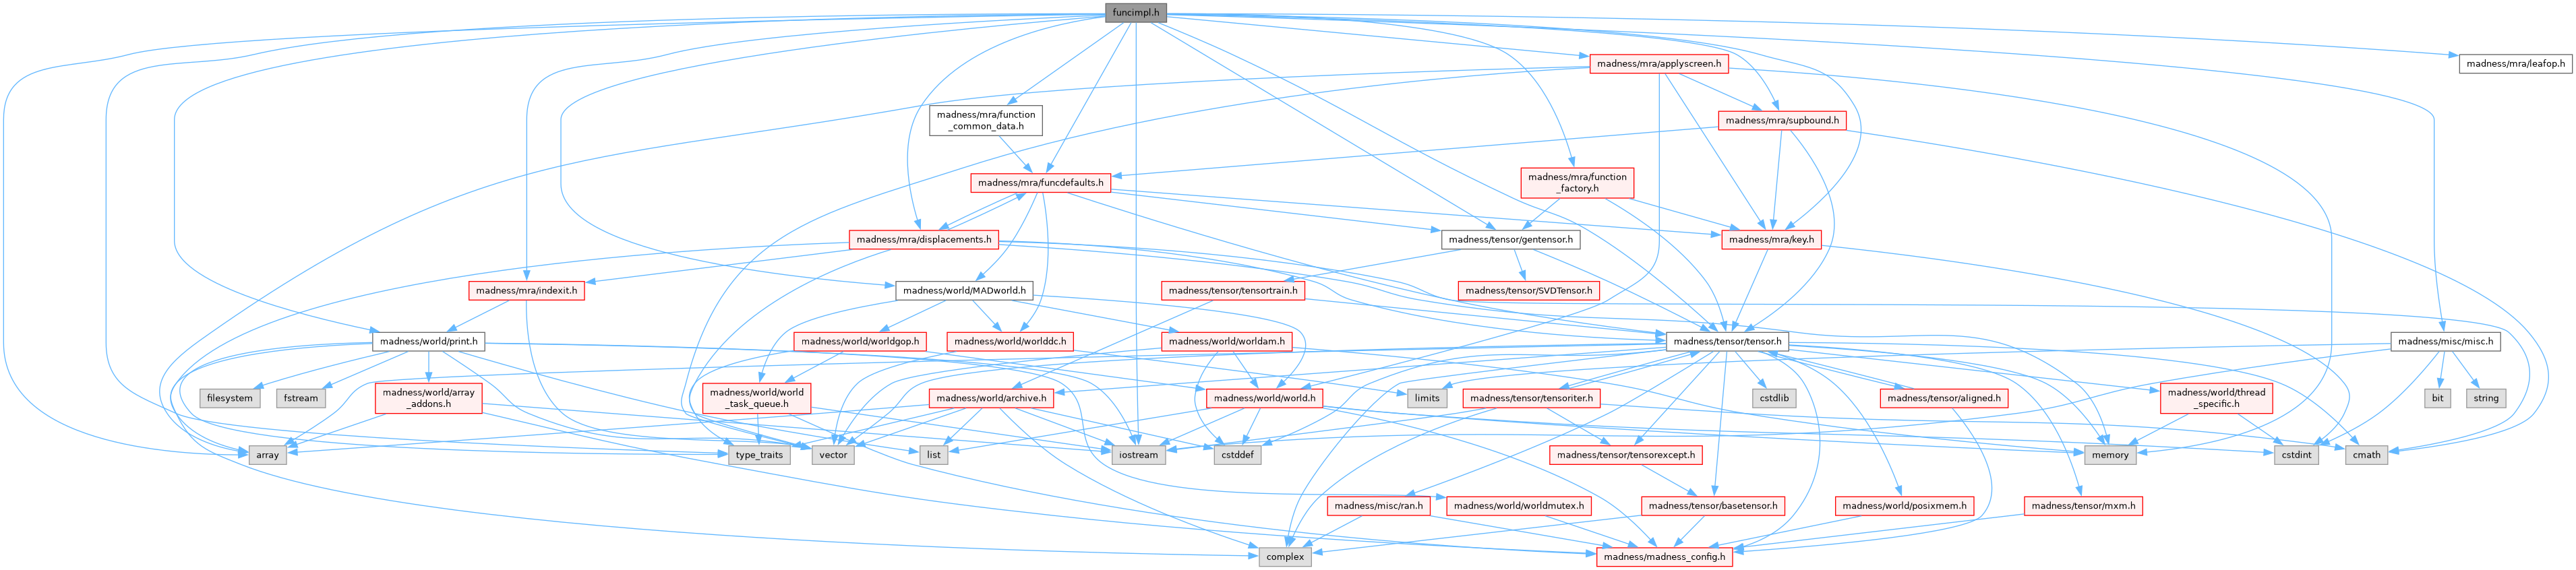 funcimpl.h
madness/mra/applyscreen.h
madness/mra/leafop.h
madness/mra/function
_common_data.h
madness/mra/supbound.h
madness/mra/funcdefaults.h
madness/mra/function
_factory.h
madness/mra/displacements.h
madness/tensor/gentensor.h
madness/mra/key.h
madness/mra/indexit.h
madness/world/MADworld.h
madness/tensor/tensortrain.h
madness/tensor/SVDTensor.h
madness/world/print.h
madness/world/worldgop.h
madness/world/worlddc.h
madness/world/worldam.h
madness/tensor/tensor.h
madness/misc/misc.h
filesystem
fstream
madness/world/array
_addons.h
madness/world/world
_task_queue.h
madness/world/archive.h
madness/world/world.h
limits
madness/tensor/tensoriter.h
cstdlib
madness/tensor/aligned.h
madness/world/thread
_specific.h
bit
string
array
type_traits
vector
list
iostream
cstddef
madness/tensor/tensorexcept.h
memory
cstdint
cmath
madness/misc/ran.h
madness/world/worldmutex.h
madness/tensor/basetensor.h
madness/world/posixmem.h
madness/tensor/mxm.h
complex
madness/madness_config.h